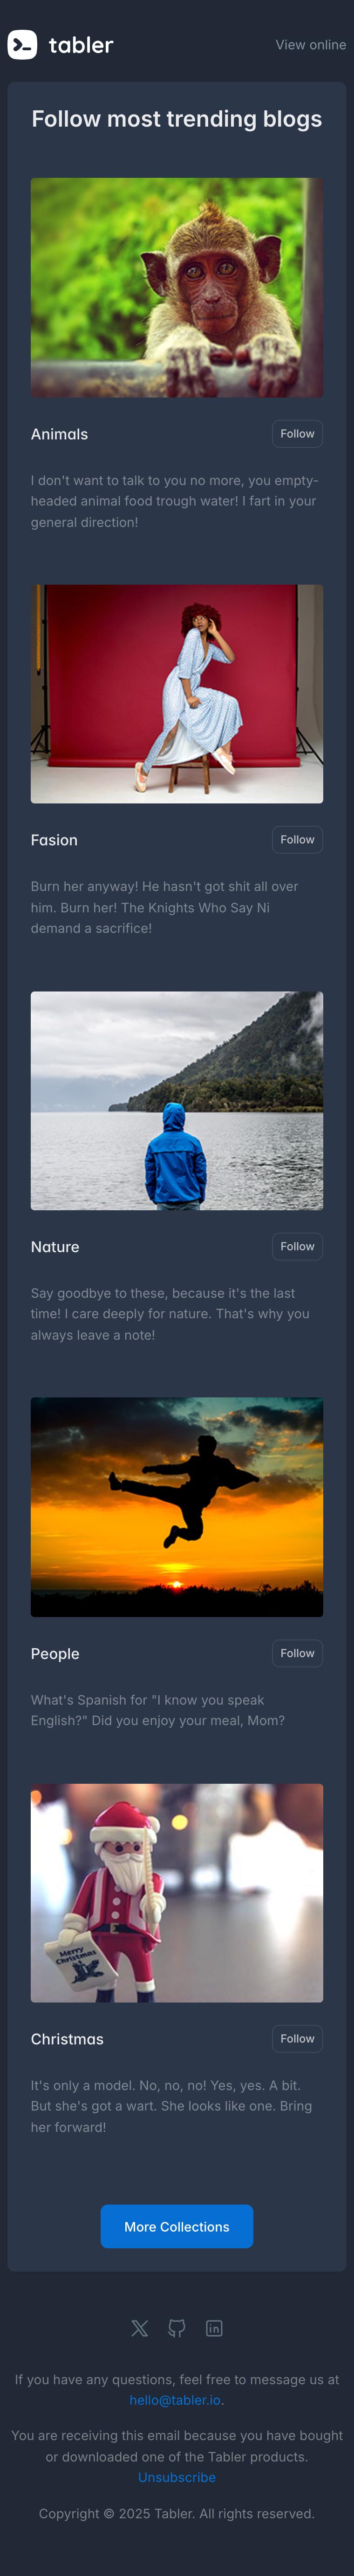 tabler
View online
Follow most trending blogs
Animals
Follow
I don't want to talk to you no more, you empty-
headed animal food trough water! I fart in your
general direction!
Fasion
Follow
Burn her anyway! He hasn't got shit all over
him. Burn her! The Knights Who Say Ni
demand a sacrifice!
Nature
Follow
Say goodbye to these, because it's the last
time! I care deeply for nature. That's why you
always leave a note!
People
Follow
What's Spanish for "I know you speak
English?" Did you enjoy your meal, Mom?
Merry
Christmas
Christmas
Follow
It's only a model. No, no, no! Yes, yes. A bit.
But she's got a wart. She looks like one. Bring
her forward!
More Collections
If you have any questions, feel free to message us at
hello@tabler.io.
You are receiving this email because you have bought
or downloaded one of the Tabler products.
Unsubscribe
Copyright © 2025 Tabler. All rights reserved.